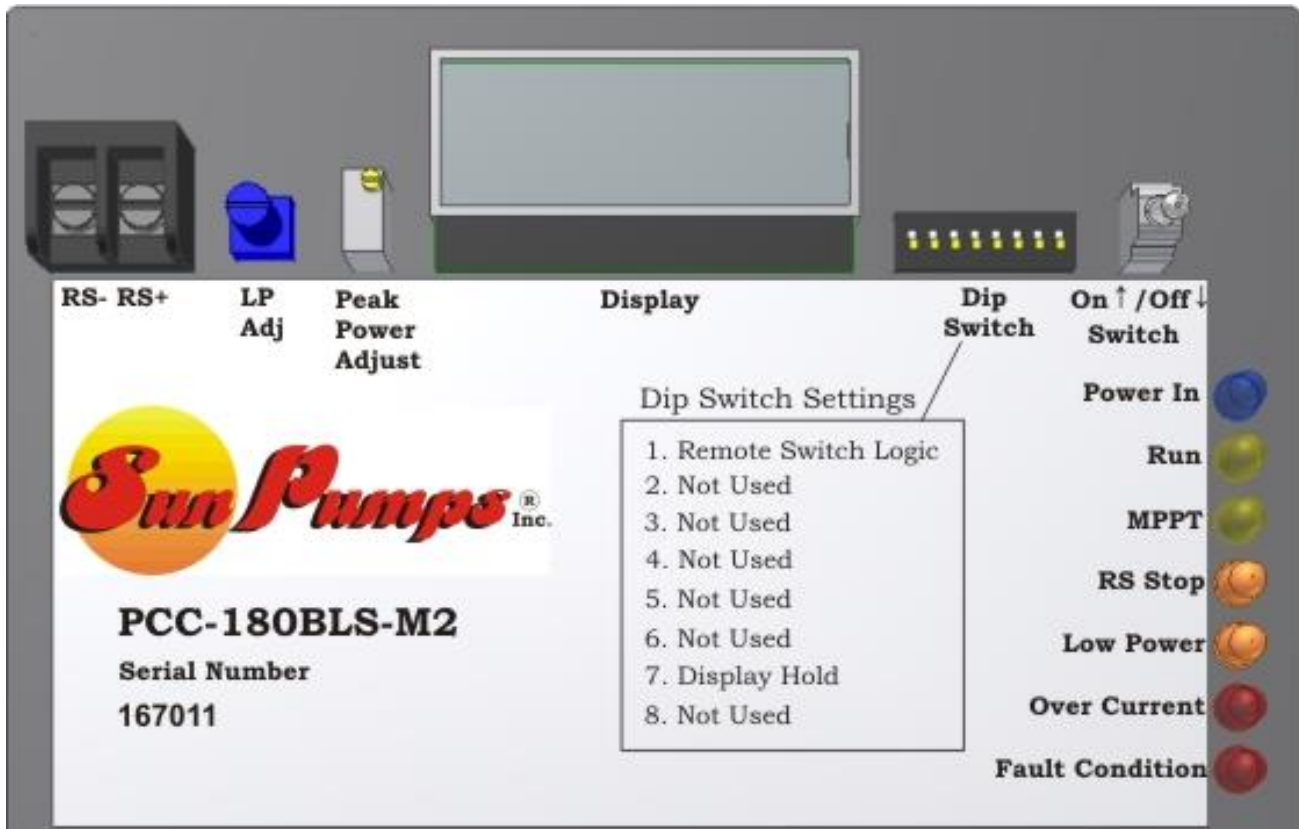 RS- RS+
LP
Adj
Peak
Power
Adjust
Display
Dip
Switch
On ↑ /Off ↓
Switch
Dip Switch Settings
1. Remote Switch Logic
2. Not Used
3. Not Used
4. Not Used
5. Not Used
6. Not Used
7. Display Hold
8. Not Used
Power In
Run
MPPT
RS Stop
Low Power
Over Current
Fault Condition
Sun Pumps ® Inc.
PCC-180BLS-M2
Serial Number
167011